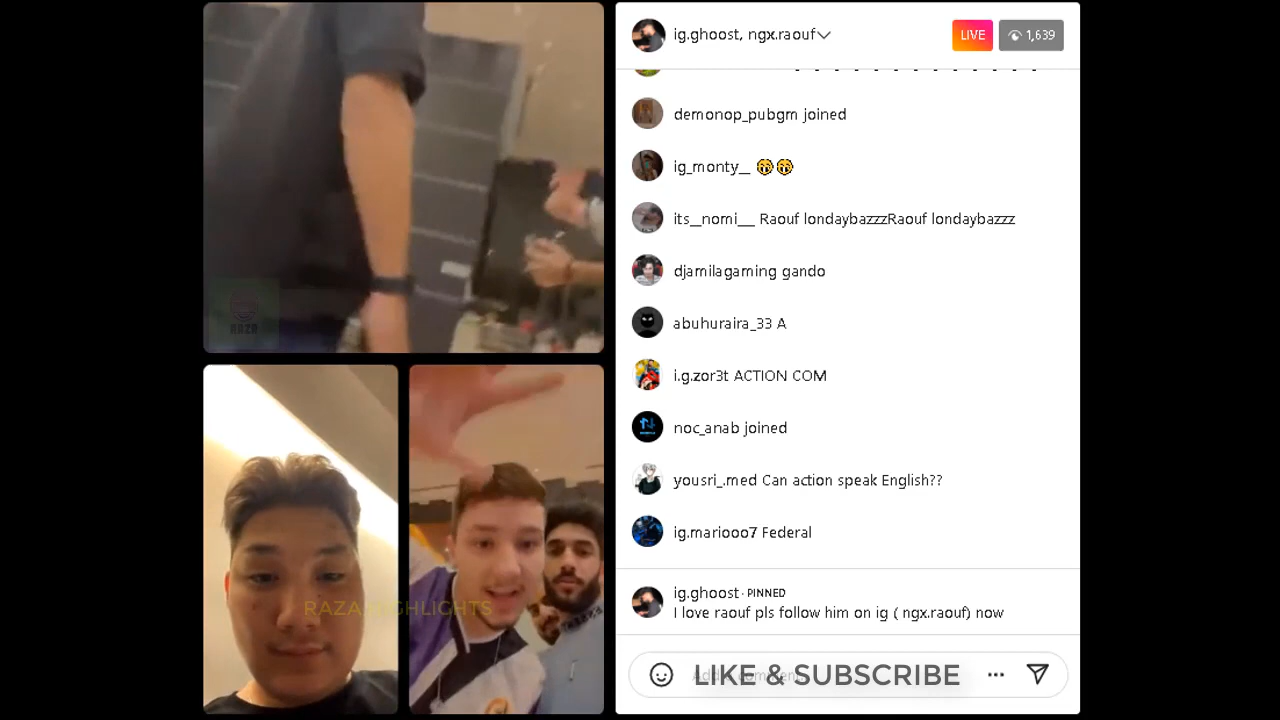 ig.ghoost, ngx.raouf
LIVE
1,639
demonop_pubgm joined
ig_monty__ 😁😁
its__nomi__ Raouf londaybazzzRaouf londaybazzz
djamilagaming gando
abuhuraira_33 A
i.g.zor3t ACTION COM
noc_anab joined
yousri_.med Can action speak English??
ig.mariooo7 Federal
ig.ghoost · PINNED
I love raouf pls follow him on ig ( ngx.raouf) now
LIKE & SUBSCRIBE
RAZA
RAZA HIGHLIGHTS